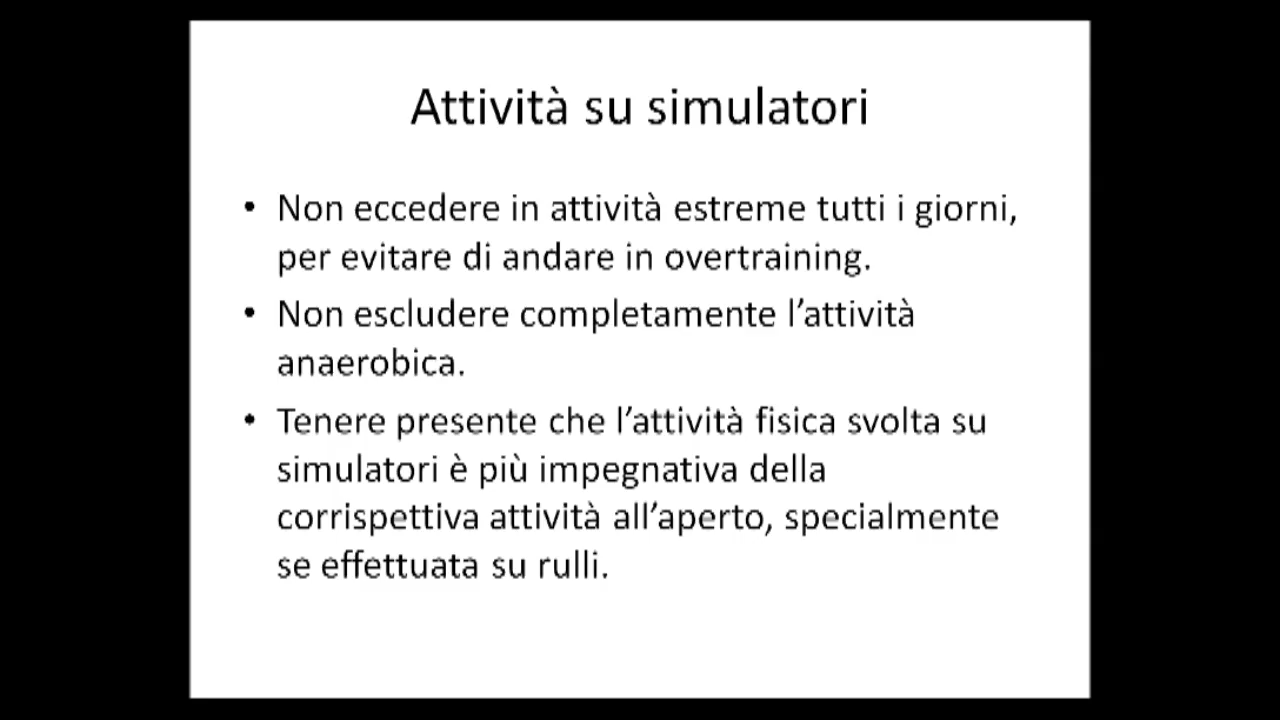 Attività su simulatori
• Non eccedere in attività estreme tutti i giorni,
per evitare di andare in overtraining.
• Non escludere completamente l’attività
anaerobica.
• Tenere presente che l’attività fisica svolta su
simulatori è più impegnativa della
corrispettiva attività all’aperto, specialmente
se effettuata su rulli.